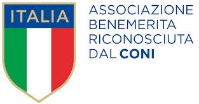 ITALIA
ASSOCIAZIONE
BENEMERITA
RICONOSCIUTA
DAL CONI